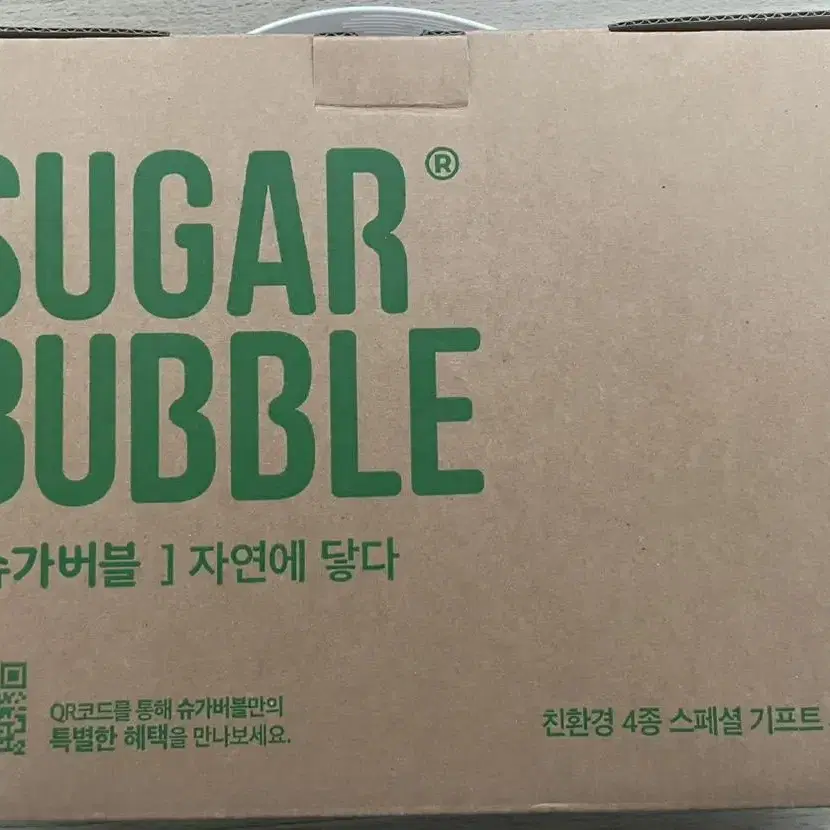 SUGAR®
BUBBLE
슈가버블 ] 자연에 닿다
QR코드를 통해 슈가버블만의
특별한 혜택을 만나보세요.
친환경 4종 스페셜 기프트